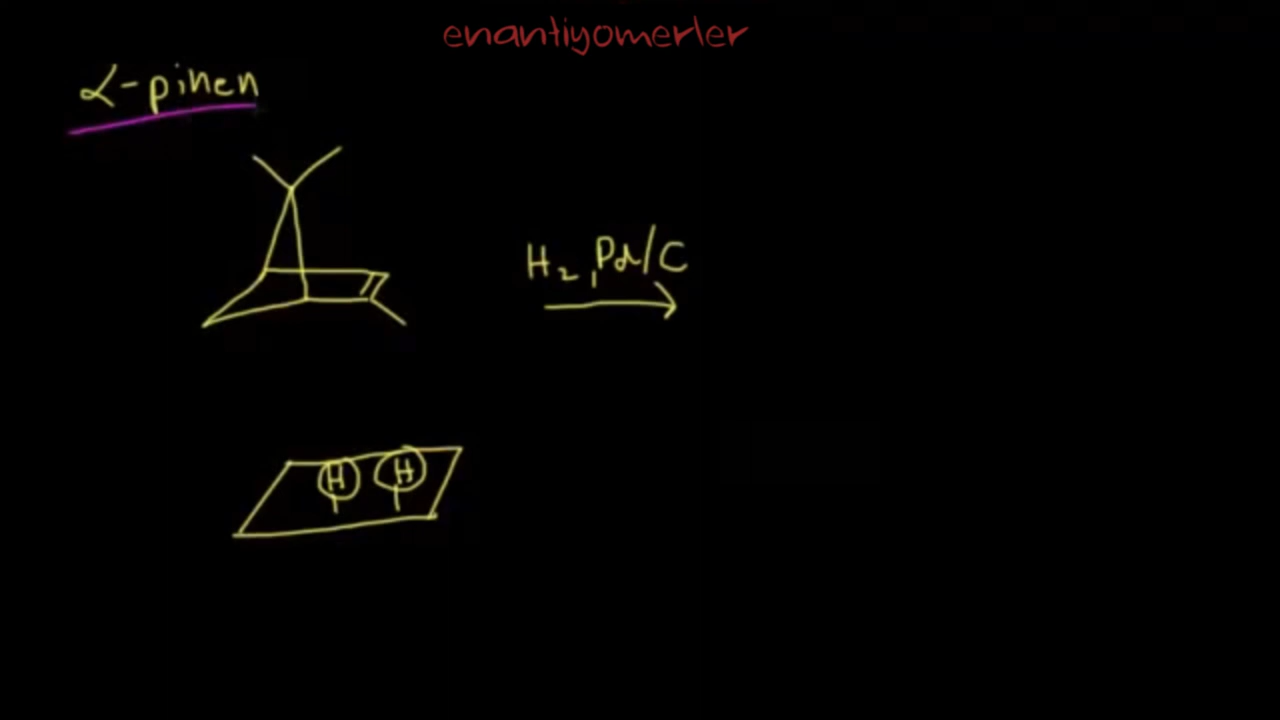 enantiyomerler
α-pinen
H₂, Pd/C
H H